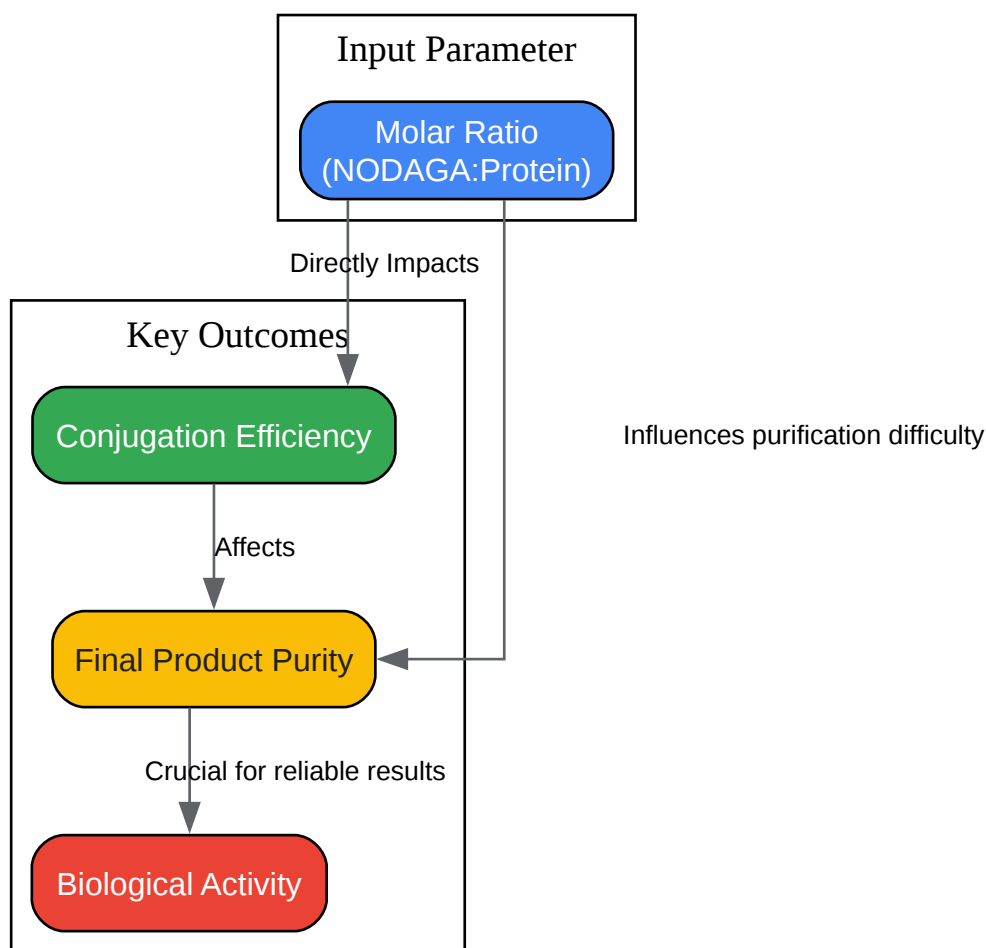 Input Parameter
Molar Ratio
(NODAGA:Protein)
Directly Impacts
Key Outcomes
Conjugation Efficiency
Influences purification difficulty
Affects
Final Product Purity
Crucial for reliable results
Biological Activity